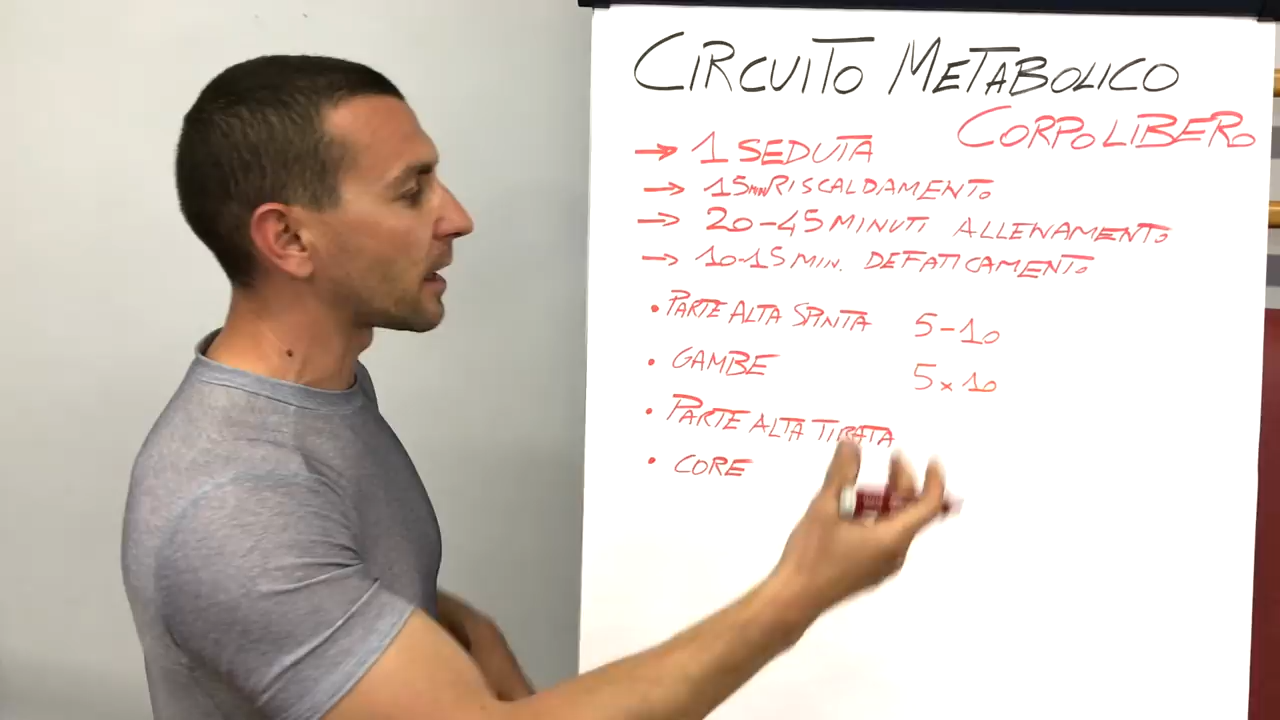 CIRCUITO METABOLICO
CORPO LIBERO
→ 1 SEDUTA
→ 15min RISCALDAMENTO
→ 20-45 MINUTI ALLENAMENTO
→ 10-15 MIN. DEFATICAMENTO
• PARTE ALTA SPINTA 5-10
• GAMBE 5x10
• PARTE ALTA TIRATA
• CORE